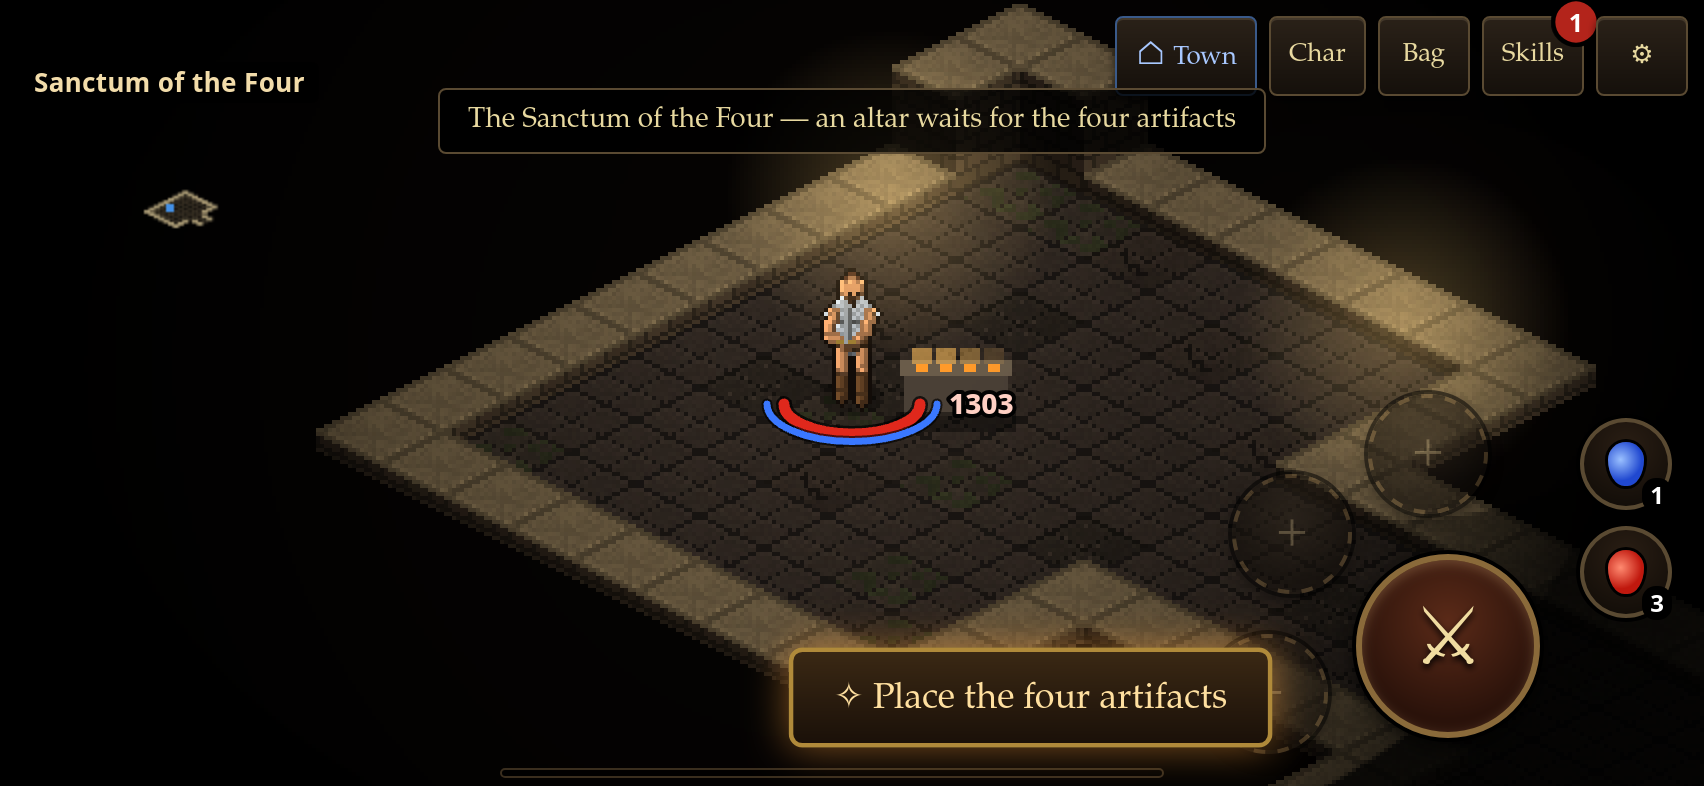 Sanctum of the Four
Town
Char
Bag
Skills
1
The Sanctum of the Four — an altar waits for the four artifacts
1303
1
3
Place the four artifacts